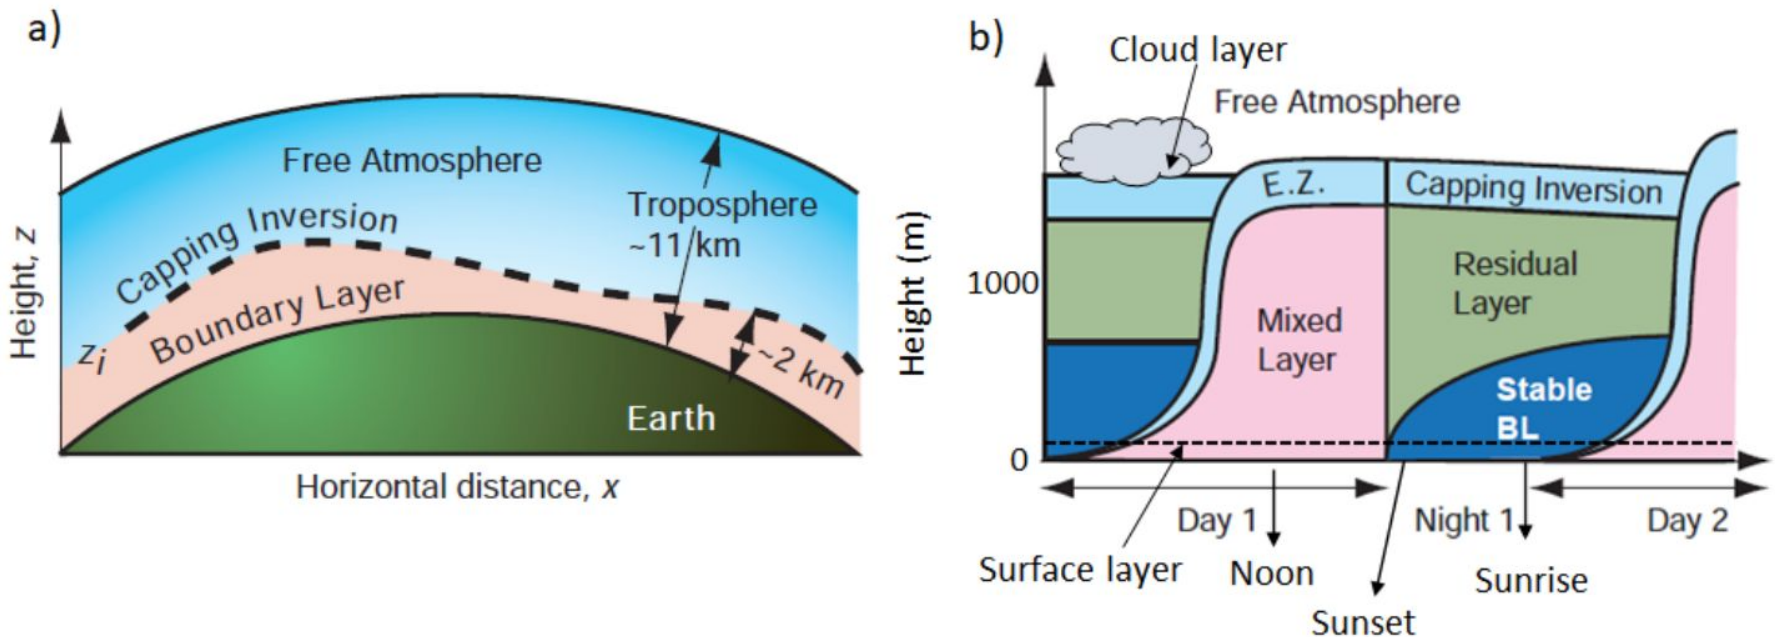 a)
Free Atmosphere
Capping Inversion
Troposphere
~11 km
Boundary Layer
zi
~2 km
Earth
Height, z
Horizontal distance, x
b)
Cloud layer
Free Atmosphere
E.Z.
Capping Inversion
Residual
Layer
1000
Mixed
Layer
Stable
BL
0
Height (m)
Day 1
Night 1
Day 2
Surface layer
Noon
Sunrise
Sunset